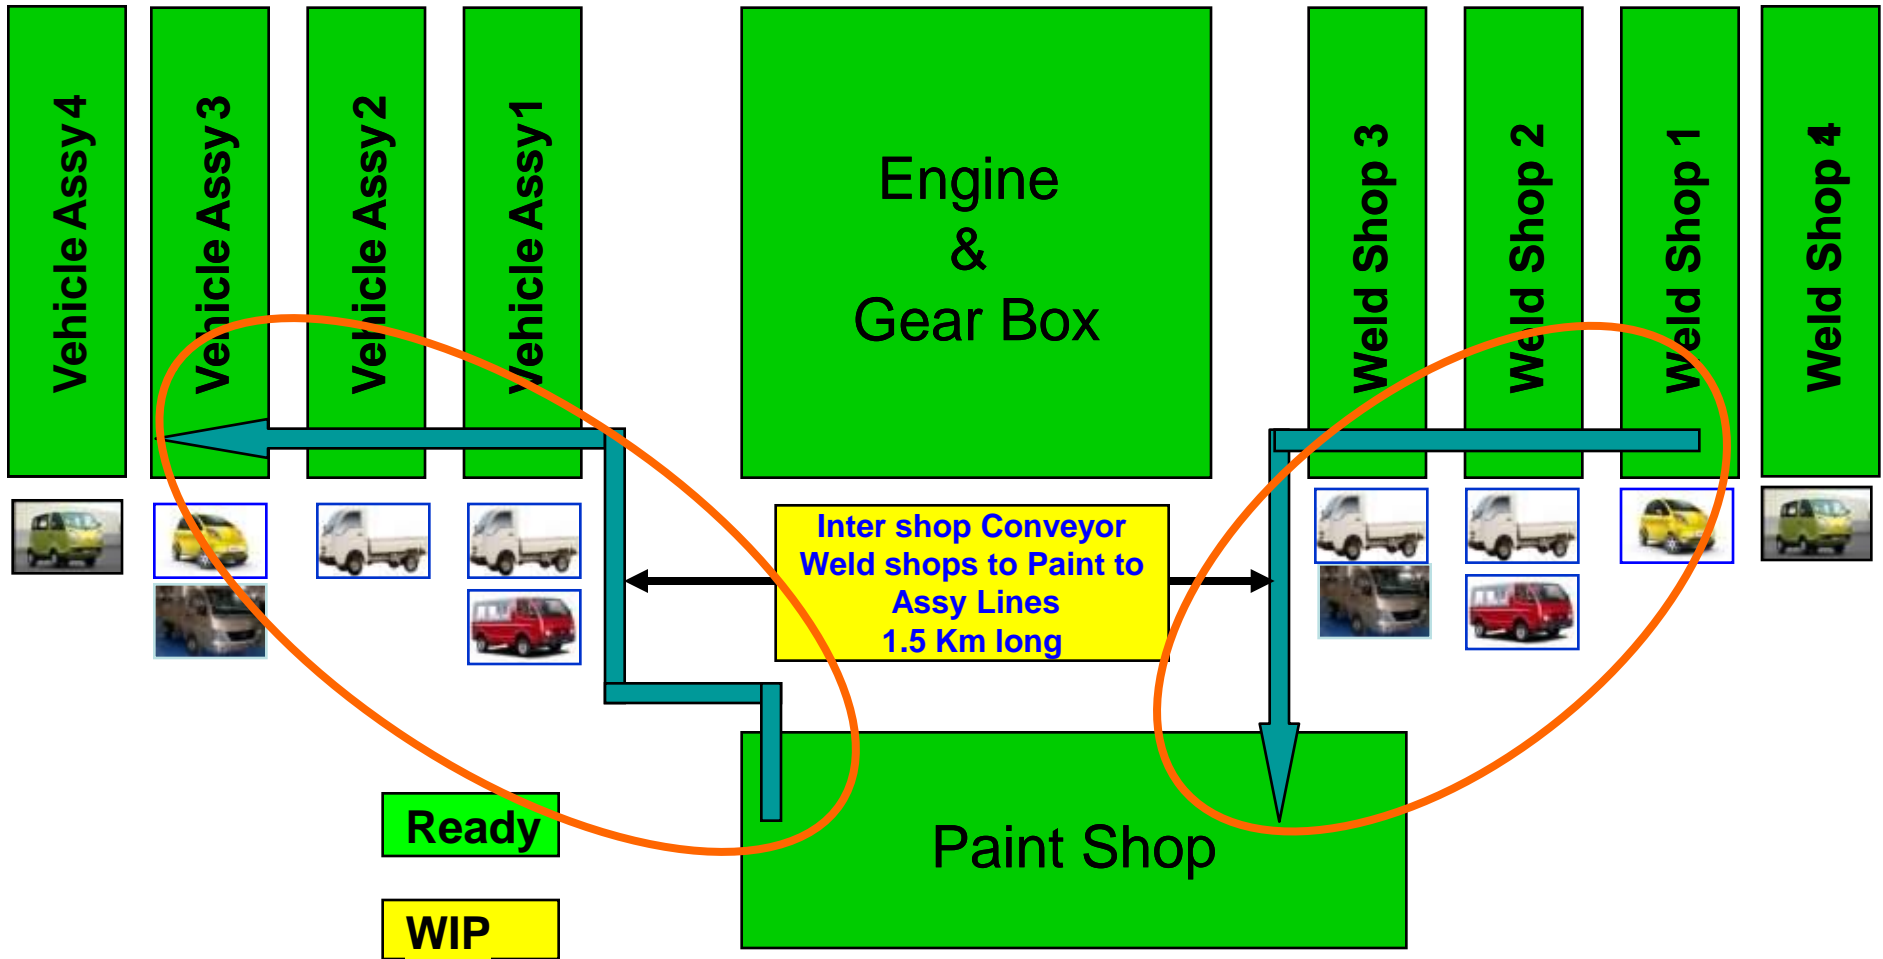 Vehicle Assy 4
Vehicle Assy 3
Vehicle Assy 2
Vehicle Assy 1
Engine
&
Gear Box
Weld Shop 3
Weld Shop 2
Weld Shop 1
Weld Shop 4
Inter shop Conveyor
Weld shops to Paint to
Assy Lines
1.5 Km long
Ready
WIP
Paint Shop